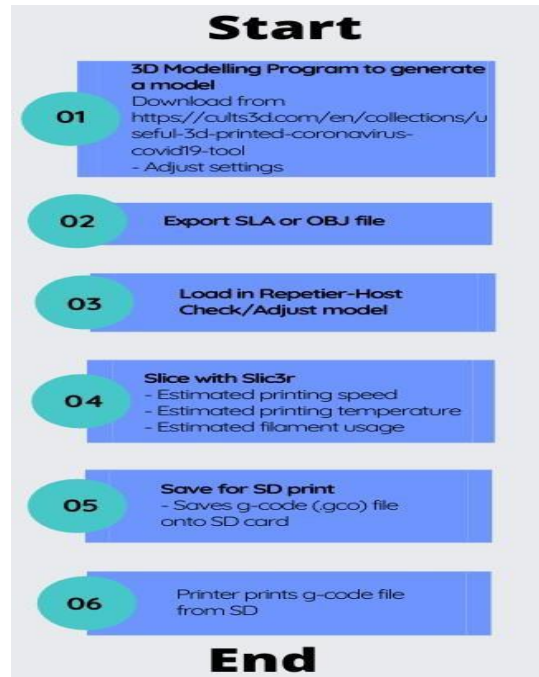 Start
01
3D Modelling Program to generate
a model
Download from
https://cults3d.com/en/collections/u
seful-3d-printed-coronavirus-
covid19-tool
- Adjust settings
02
Export SLA or OBJ file
03
Load in Repetier-Host
Check/Adjust model
04
Slice with Slic3r
- Estimated printing speed
- Estimated printing temperature
- Estimated filament usage
05
Save for SD print
- Saves g-code (.gco) file
onto SD card
06
Printer prints g-code file
from SD
End